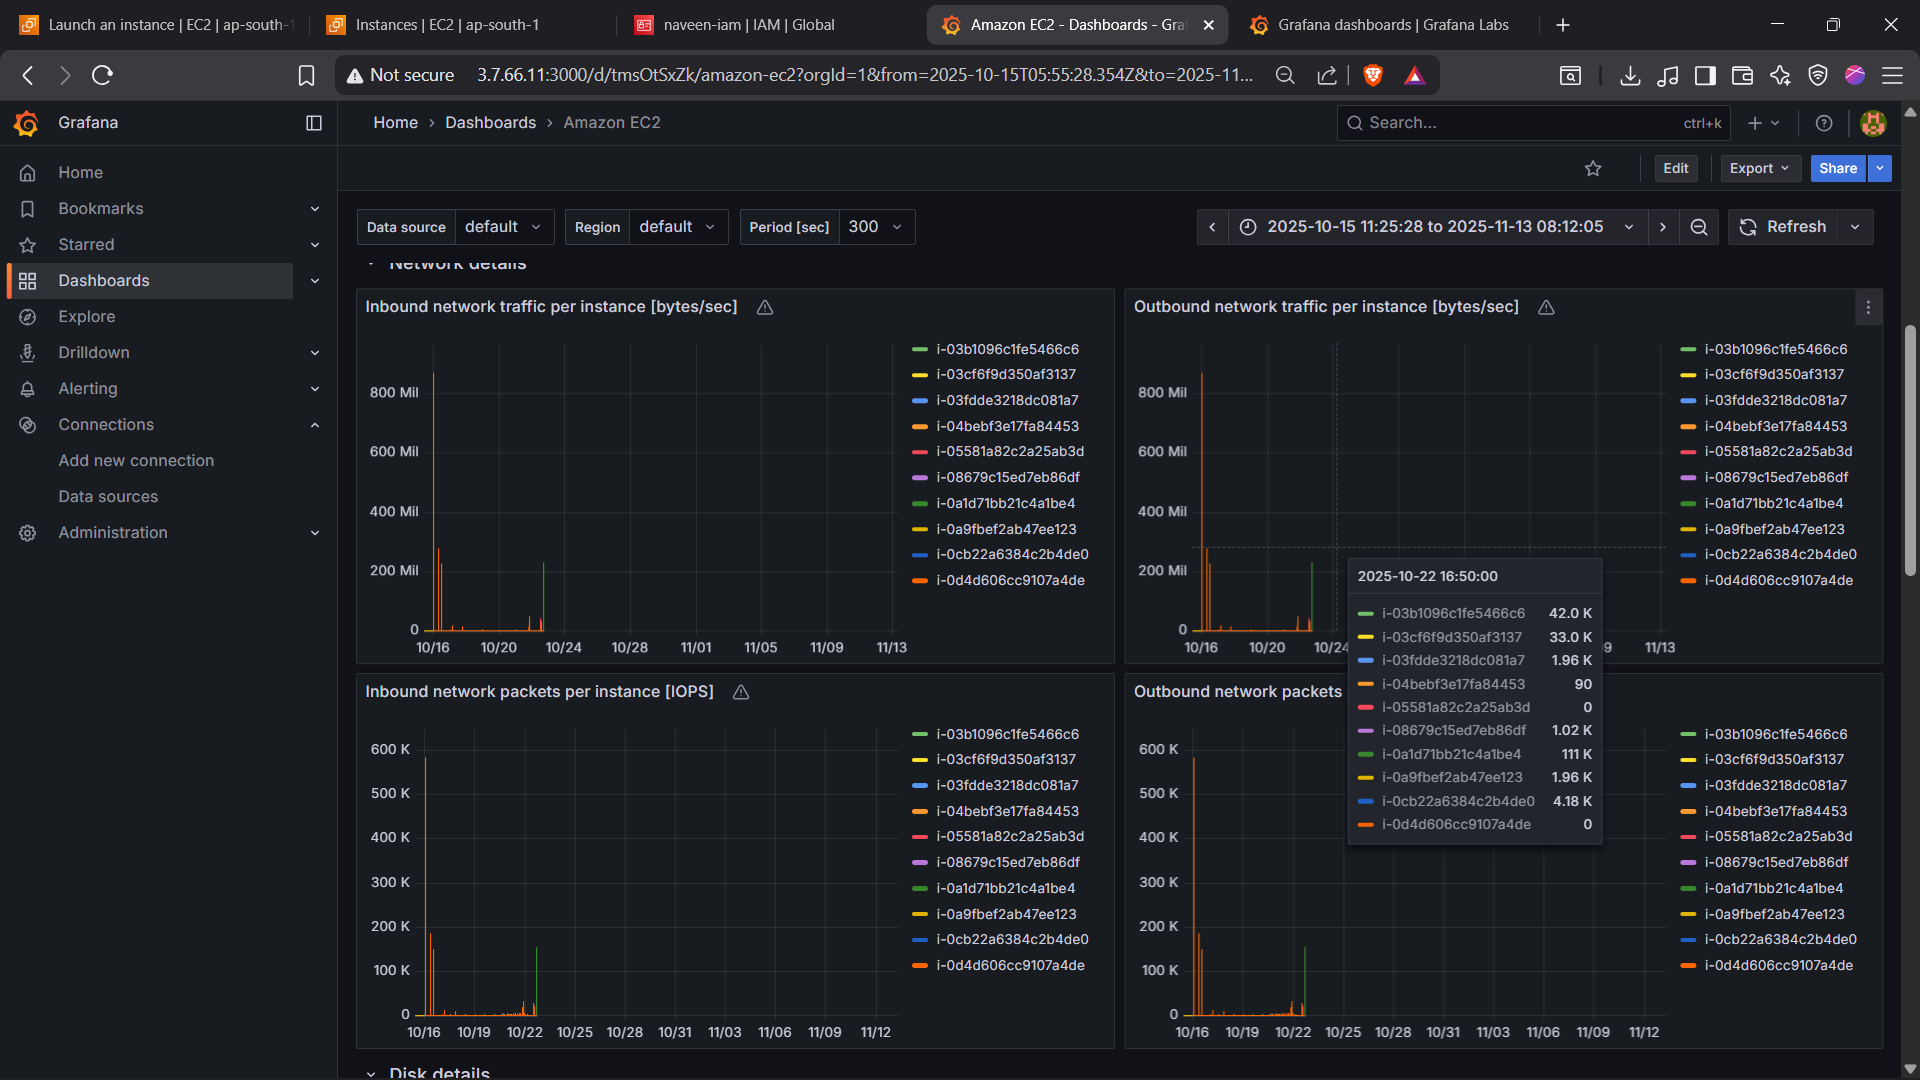 Launch an instance | EC2 | ap-south-1
Instances | EC2 | ap-south-1
naveen-iam | IAM | Global
Amazon EC2 - Dashboards - Gra
Grafana dashboards | Grafana Labs
Not secure
3.7.66.11:3000/d/tmsOtSxZk/amazon-ec2?orgId=1&from=2025-10-15T05:55:28.354Z&to=2025-11...
Grafana
Home › Dashboards › Amazon EC2
Search...
ctrl+k
Edit
Export
Share
Home
Bookmarks
Starred
Dashboards
Explore
Drilldown
Alerting
Connections
Add new connection
Data sources
Administration
Data source
default
Region
default
Period [sec]
300
2025-10-15 11:25:28 to 2025-11-13 08:12:05
Refresh
Network details
Inbound network traffic per instance [bytes/sec]
800 Mil
600 Mil
400 Mil
200 Mil
0
10/16 10/20 10/24 10/28 11/01 11/05 11/09 11/13
i-03b1096c1fe5466c6
i-03cf6f9d350af3137
i-03fdde3218dc081a7
i-04bebf3e17fa84453
i-05581a82c2a25ab3d
i-08679c15ed7eb86df
i-0a1d71bb21c4a1be4
i-0a9fbef2ab47ee123
i-0cb22a6384c2b4de0
i-0d4d606cc9107a4de
Outbound network traffic per instance [bytes/sec]
800 Mil
600 Mil
400 Mil
200 Mil
0
10/16 10/20 10/24 9 11/13
i-03b1096c1fe5466c6
i-03cf6f9d350af3137
i-03fdde3218dc081a7
i-04bebf3e17fa84453
i-05581a82c2a25ab3d
i-08679c15ed7eb86df
i-0a1d71bb21c4a1be4
i-0a9fbef2ab47ee123
i-0cb22a6384c2b4de0
i-0d4d606cc9107a4de
2025-10-22 16:50:00
i-03b1096c1fe5466c6 42.0 K
i-03cf6f9d350af3137 33.0 K
i-03fdde3218dc081a7 1.96 K
i-04bebf3e17fa84453 90
i-05581a82c2a25ab3d 0
i-08679c15ed7eb86df 1.02 K
i-0a1d71bb21c4a1be4 111 K
i-0a9fbef2ab47ee123 1.96 K
i-0cb22a6384c2b4de0 4.18 K
i-0d4d606cc9107a4de 0
Inbound network packets per instance [IOPS]
600 K
500 K
400 K
300 K
200 K
100 K
0
10/16 10/19 10/22 10/25 10/28 10/31 11/03 11/06 11/09 11/12
i-03b1096c1fe5466c6
i-03cf6f9d350af3137
i-03fdde3218dc081a7
i-04bebf3e17fa84453
i-05581a82c2a25ab3d
i-08679c15ed7eb86df
i-0a1d71bb21c4a1be4
i-0a9fbef2ab47ee123
i-0cb22a6384c2b4de0
i-0d4d606cc9107a4de
Outbound network packets
600 K
500 K
400 K
300 K
200 K
100 K
0
10/16 10/19 10/22 10/25 10/28 10/31 11/03 11/06 11/09 11/12
i-03b1096c1fe5466c6
i-03cf6f9d350af3137
i-03fdde3218dc081a7
i-04bebf3e17fa84453
i-05581a82c2a25ab3d
i-08679c15ed7eb86df
i-0a1d71bb21c4a1be4
i-0a9fbef2ab47ee123
i-0cb22a6384c2b4de0
i-0d4d606cc9107a4de
Disk details